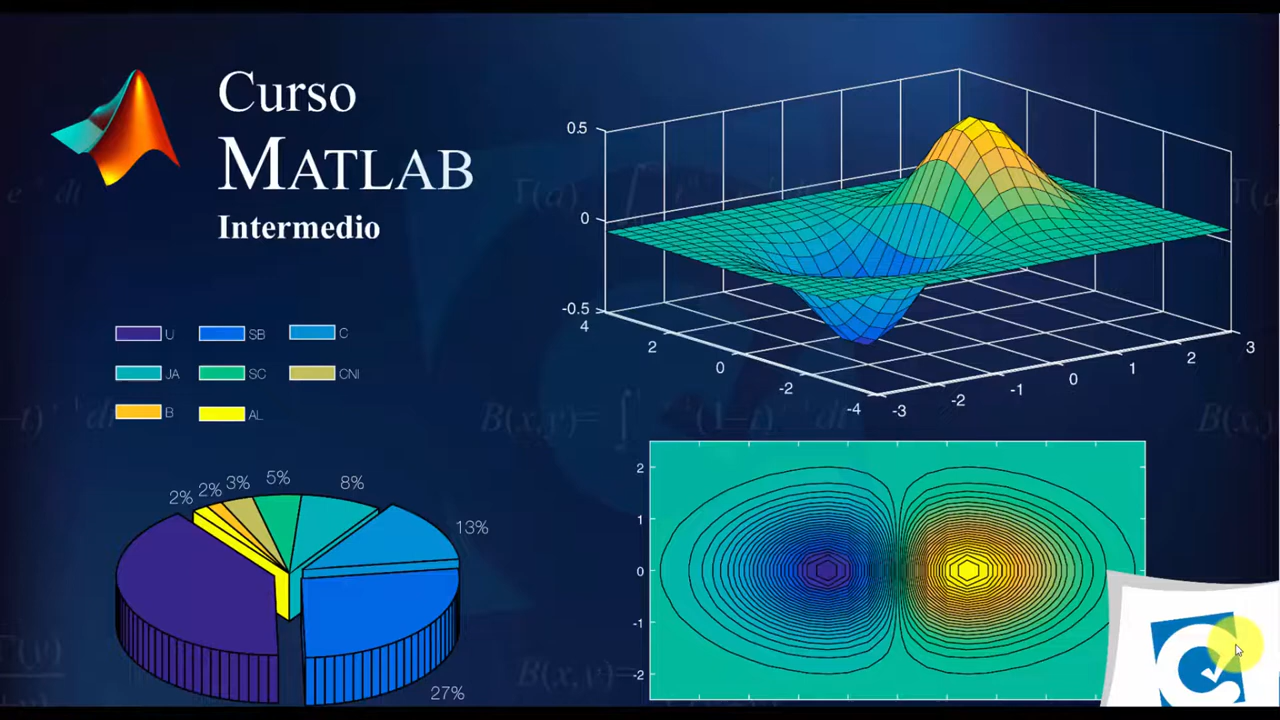 Curso
MATLAB
Intermedio
U SB C
JA SC CNI
B AL
2% 2% 3% 5% 8%
13%
27%
0.5
0
-0.5
4
2
0
-2
-4
-3 -2 -1 0 1 2 3
2
1
0
-1
-2
B(x,y)=